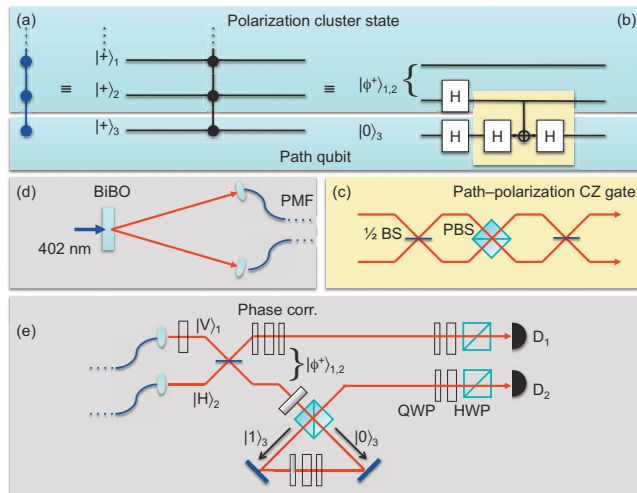 (a) Polarization cluster state (b)
|+⟩1
|+⟩2
|+⟩3
≡
≡
|ϕ+⟩1,2 {
|0⟩3
H
H H H
Path qubit
(d) BiBO PMF
402 nm
(c) Path–polarization CZ gate
½ BS PBS
(e) Phase corr.
|V⟩1
|H⟩2
} |ϕ+⟩1,2
D1
D2
QWP HWP
|1⟩3 |0⟩3